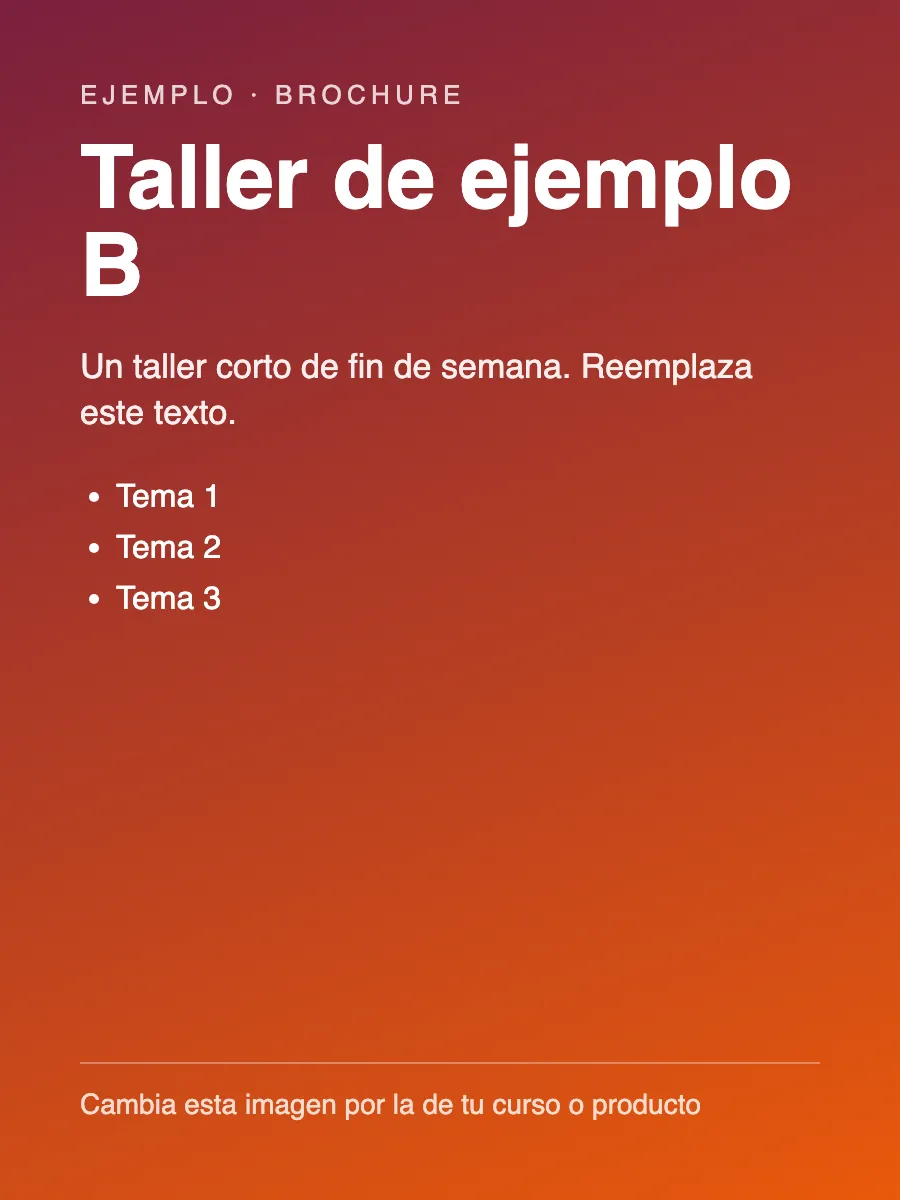 EJEMPLO · BROCHURE
Taller de ejemplo
B
Un taller corto de fin de semana. Reemplaza
este texto.
• Tema 1
• Tema 2
• Tema 3
Cambia esta imagen por la de tu curso o producto